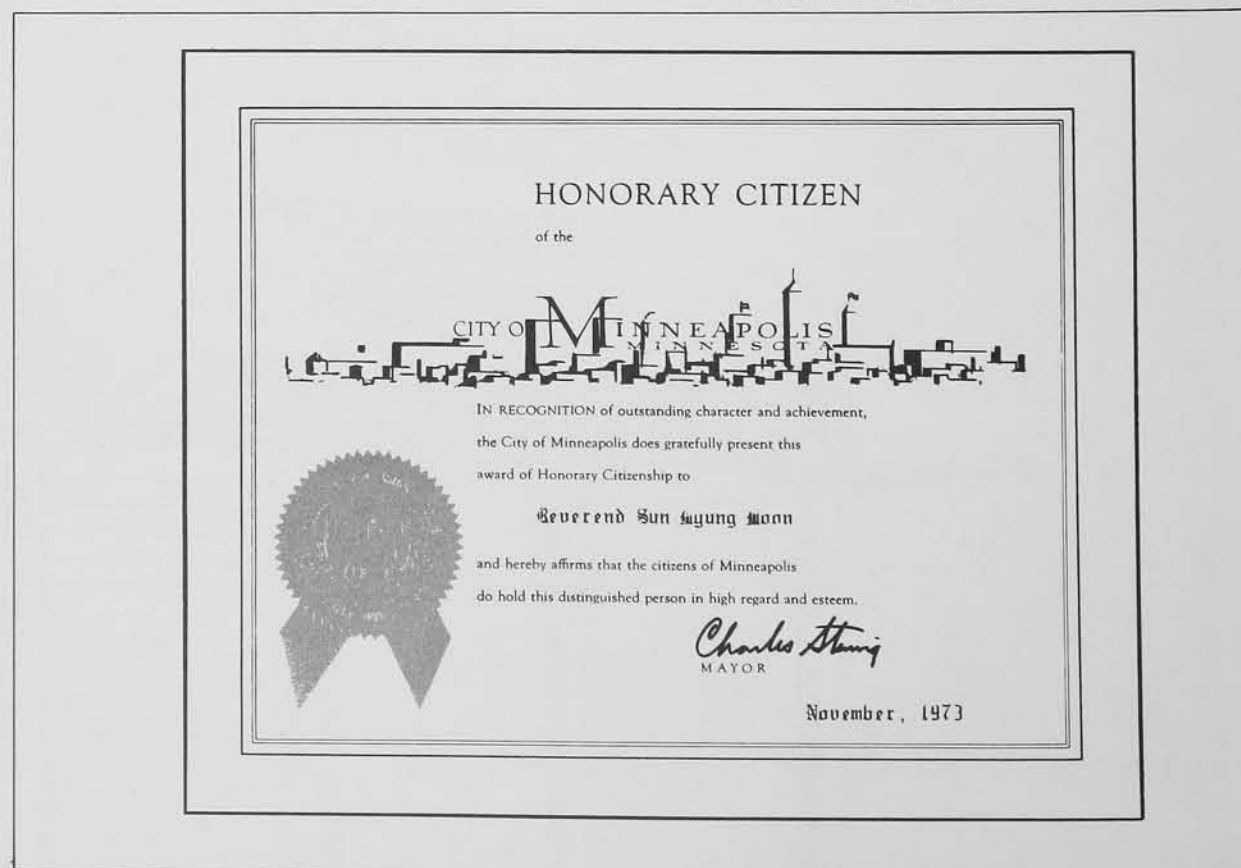 HONORARY CITIZEN
of the
CITY OF MINNEAPOLIS
MINNESOTA
IN RECOGNITION of outstanding character and achievement,
the City of Minneapolis does gratefully present this
award of Honorary Citizenship to
Reverend Sun Myung Moon
and hereby affirms that the citizens of Minneapolis
do hold this distinguished person in high regard and esteem.
Charles Stenvig
MAYOR
November, 1973